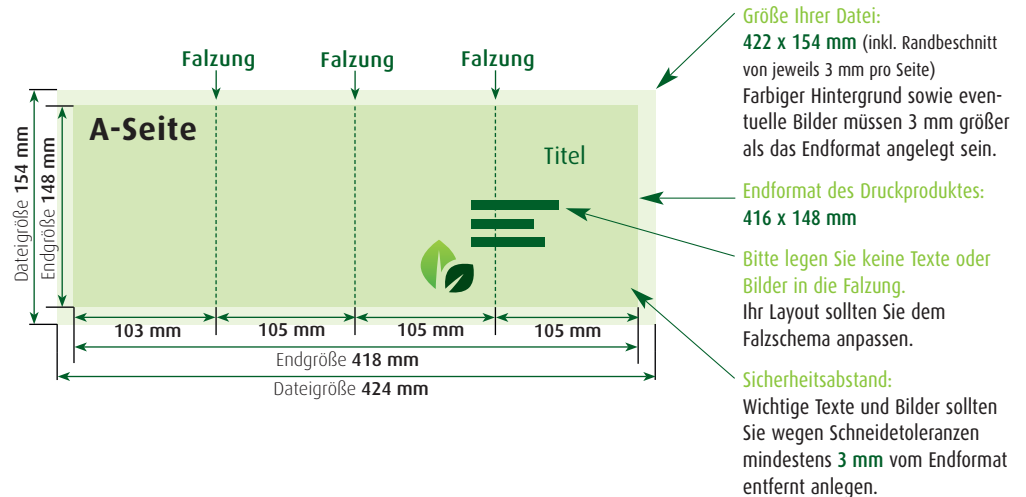 Falzung
Falzung
Falzung
A-Seite
Titel
Dateigröße 154 mm
Endgröße 148 mm
103 mm
105 mm
105 mm
105 mm
Endgröße 418 mm
Dateigröße 424 mm
Größe Ihrer Datei:
422 x 154 mm (inkl. Randbeschnitt
von jeweils 3 mm pro Seite)
Farbiger Hintergrund sowie even-
tuelle Bilder müssen 3 mm größer
als das Endformat angelegt sein.
Endformat des Druckproduktes:
416 x 148 mm
Bitte legen Sie keine Texte oder
Bilder in die Falzung.
Ihr Layout sollten Sie dem
Falzschema anpassen.
Sicherheitsabstand:
Wichtige Texte und Bilder sollten
Sie wegen Schneidetoleranzen
mindestens 3 mm vom Endformat
entfernt anlegen.